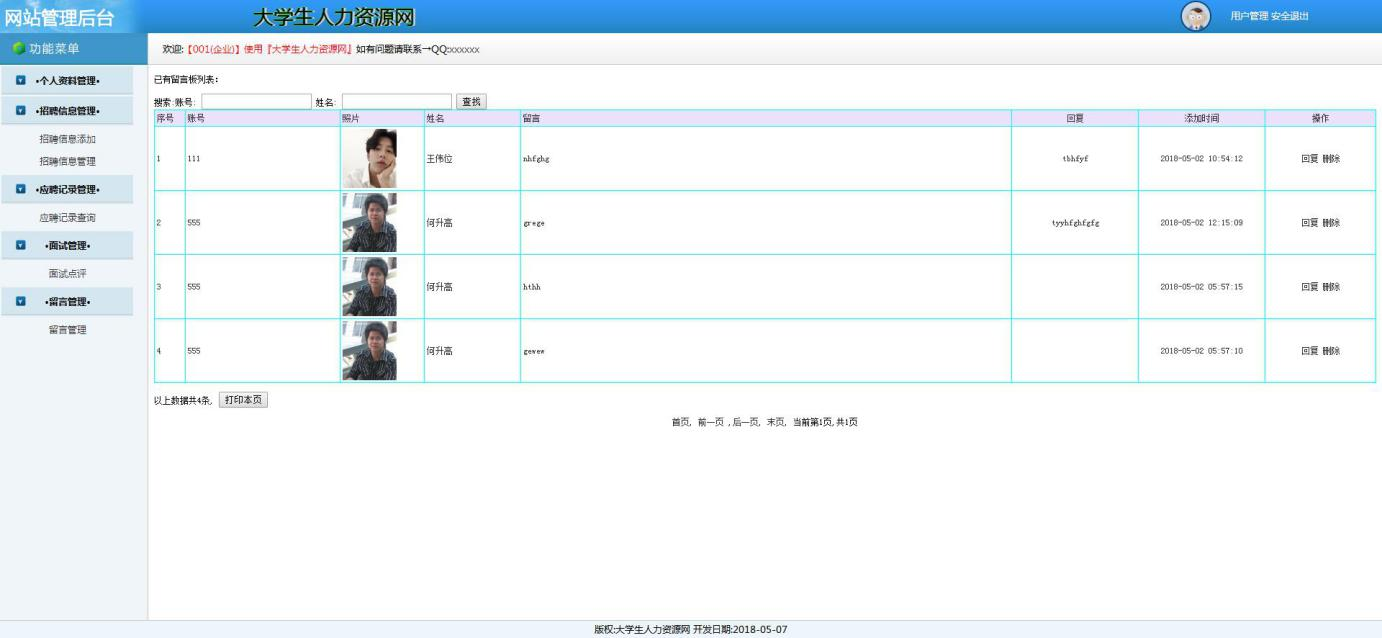 网站管理后台 大学生人力资源网 用户管理 安全退出
功能菜单
欢迎:【001(企业)】使用『大学生人力资源网』如有问题请联系→QQ:xxxxxx
•个人资料管理•
•招聘信息管理•
招聘信息添加
招聘信息管理
•应聘记录管理•
应聘记录查询
•面试管理•
面试点评
•留言管理•
留言管理
已有留言板列表:
搜索:账号: 姓名: 查找
序号 账号 照片 姓名 留言 回复 添加时间 操作
1 111 王伟位 nhfghg tbhfyf 2018-05-02 10:54:12 回复 删除
2 555 何升高 grege tyyhfghfgfg 2018-05-02 12:15:09 回复 删除
3 555 何升高 hthh 2018-05-02 05:57:15 回复 删除
4 555 何升高 gewew 2018-05-02 05:57:10 回复 删除
以上数据共4条, 打印本页
首页, 前一页 ,后一页, 末页, 当前第1页,共1页
版权:大学生人力资源网 开发日期:2018-05-07